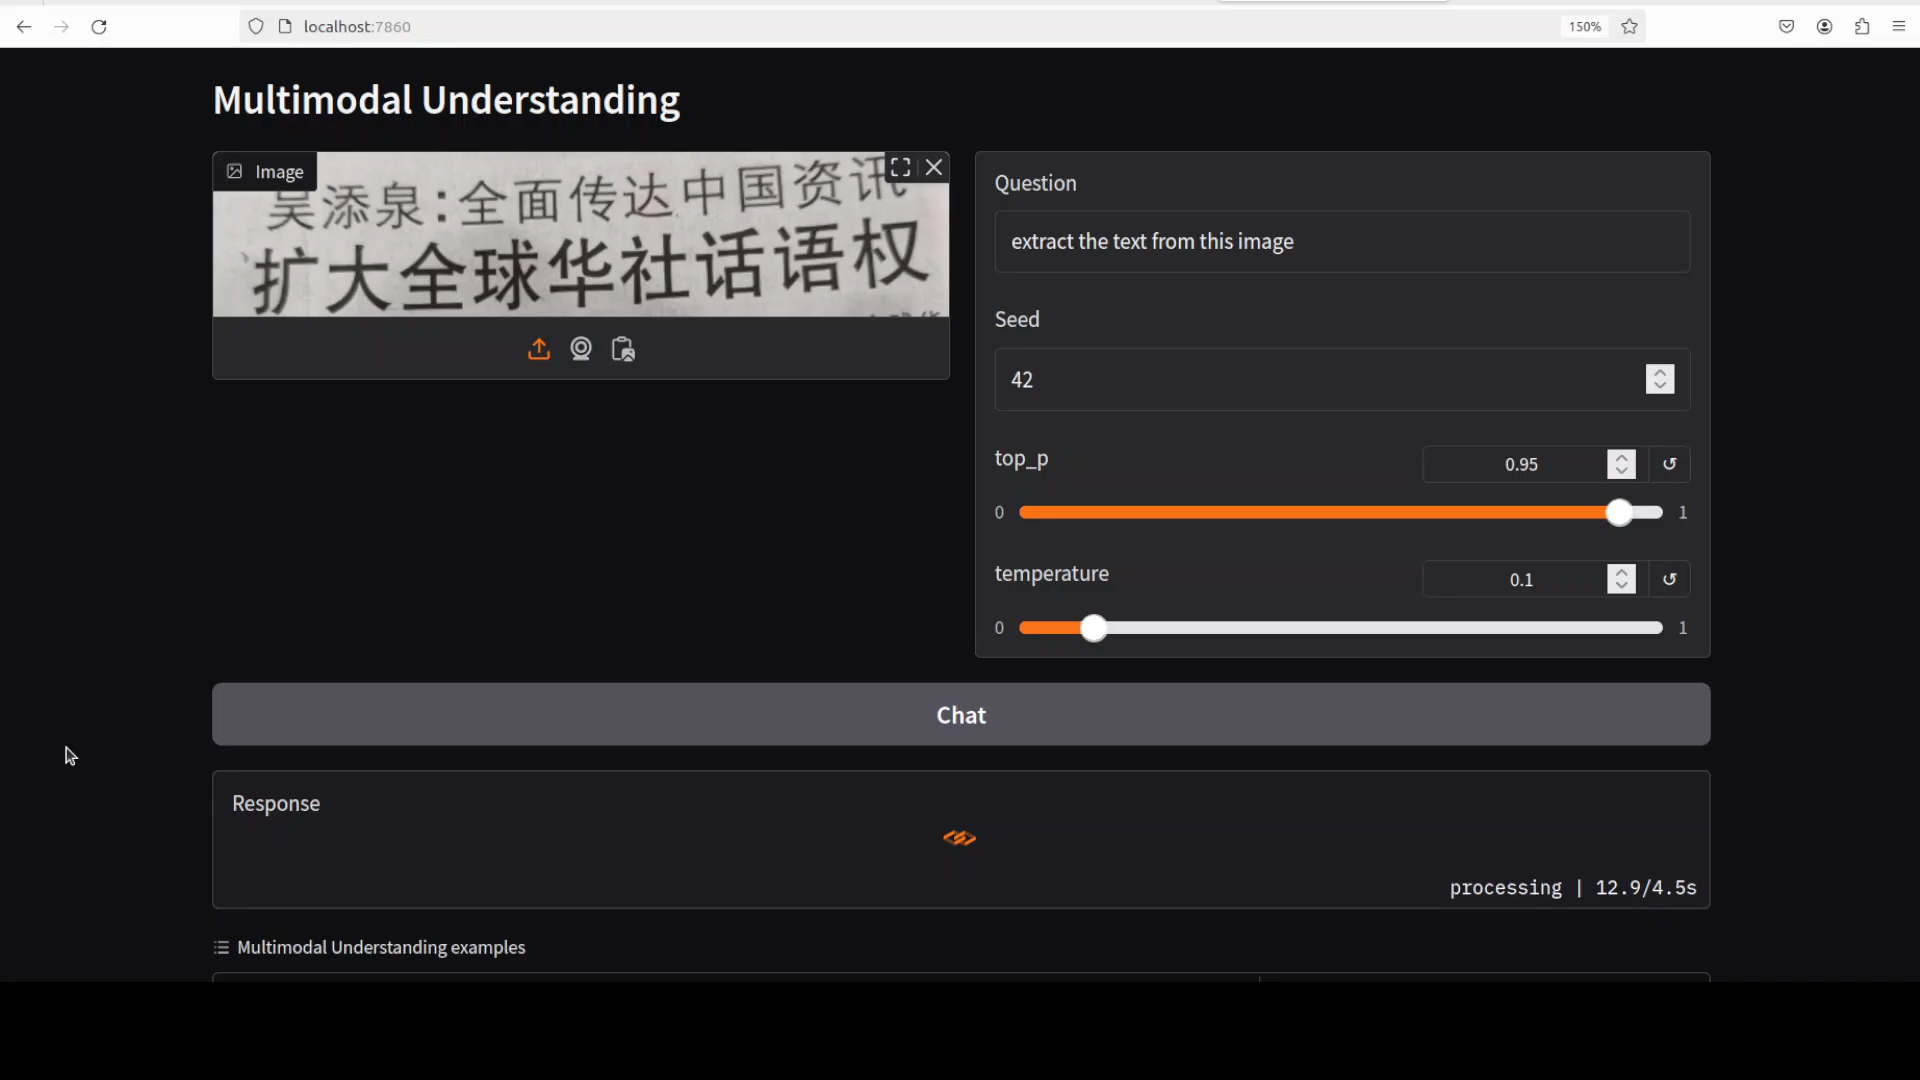 localhost:7860
150%
Multimodal Understanding
Image
吴添泉:全面传达中国资讯
扩大全球华社话语权
Question
extract the text from this image
Seed
42
top_p
0.95
0
1
temperature
0.1
0
1
Chat
Response
processing | 12.9/4.5s
Multimodal Understanding examples